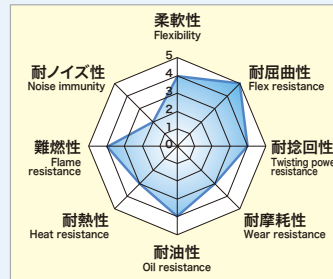 柔軟性
Flexibility
5
4
3
2
1
0
耐ノイズ性
Noise immunity
耐屈曲性
Flex resistance
難燃性
Flame
resistance
耐捻回性
Twisting powe
resistance
耐熱性
Heat resistance
耐摩耗性
Wear resistance
耐油性
Oil resistance